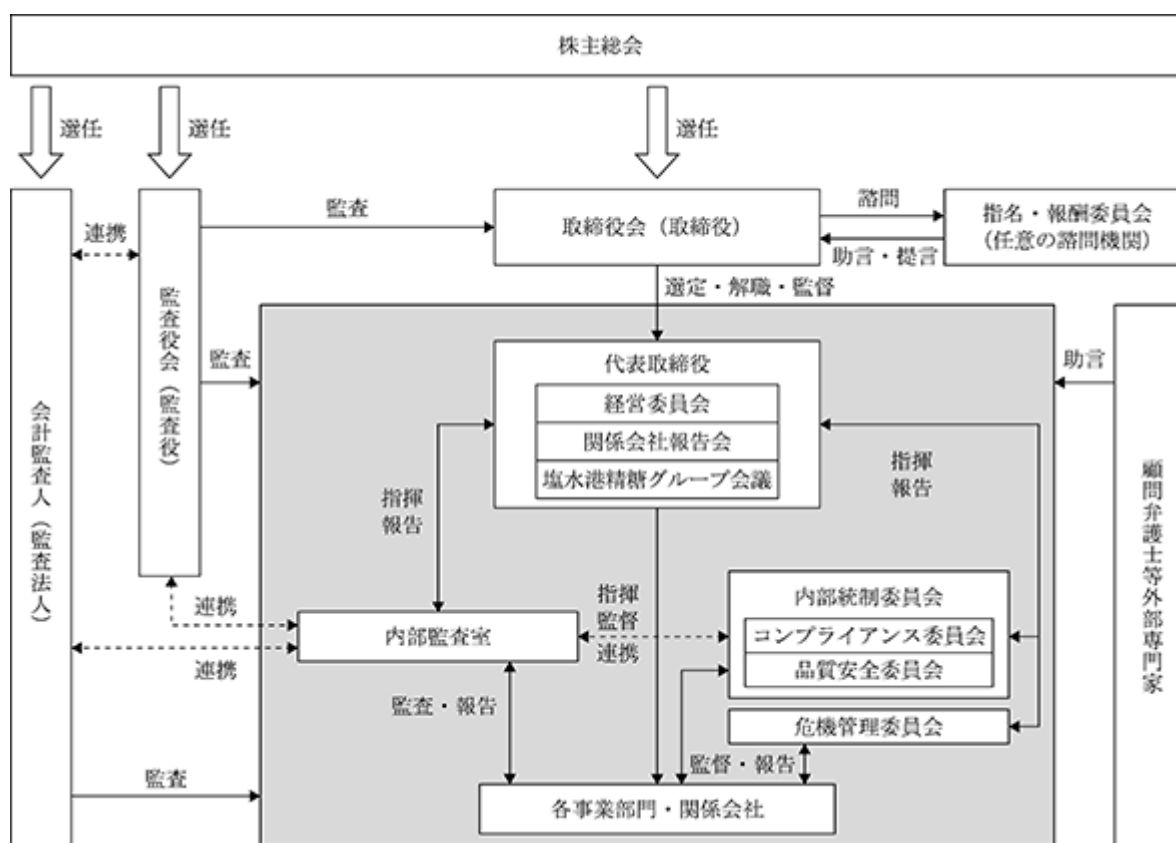 株主総会
選任
選任
選任
連携
監査
取締役会（取締役）
諮問
助言・提言
指名・報酬委員会
（任意の諮問機関）
選定・解職・監督
監査役会（監査役）
監査
代表取締役
経営委員会
関係会社報告会
塩水港精糖グループ会議
助言
会計監査人（監査法人）
顧問弁護士等外部専門家
指揮
報告
指揮
報告
連携
連携
内部監査室
指揮
監督
連携
内部統制委員会
コンプライアンス委員会
品質安全委員会
監査・報告
危機管理委員会
監督・報告
監査
各事業部門・関係会社